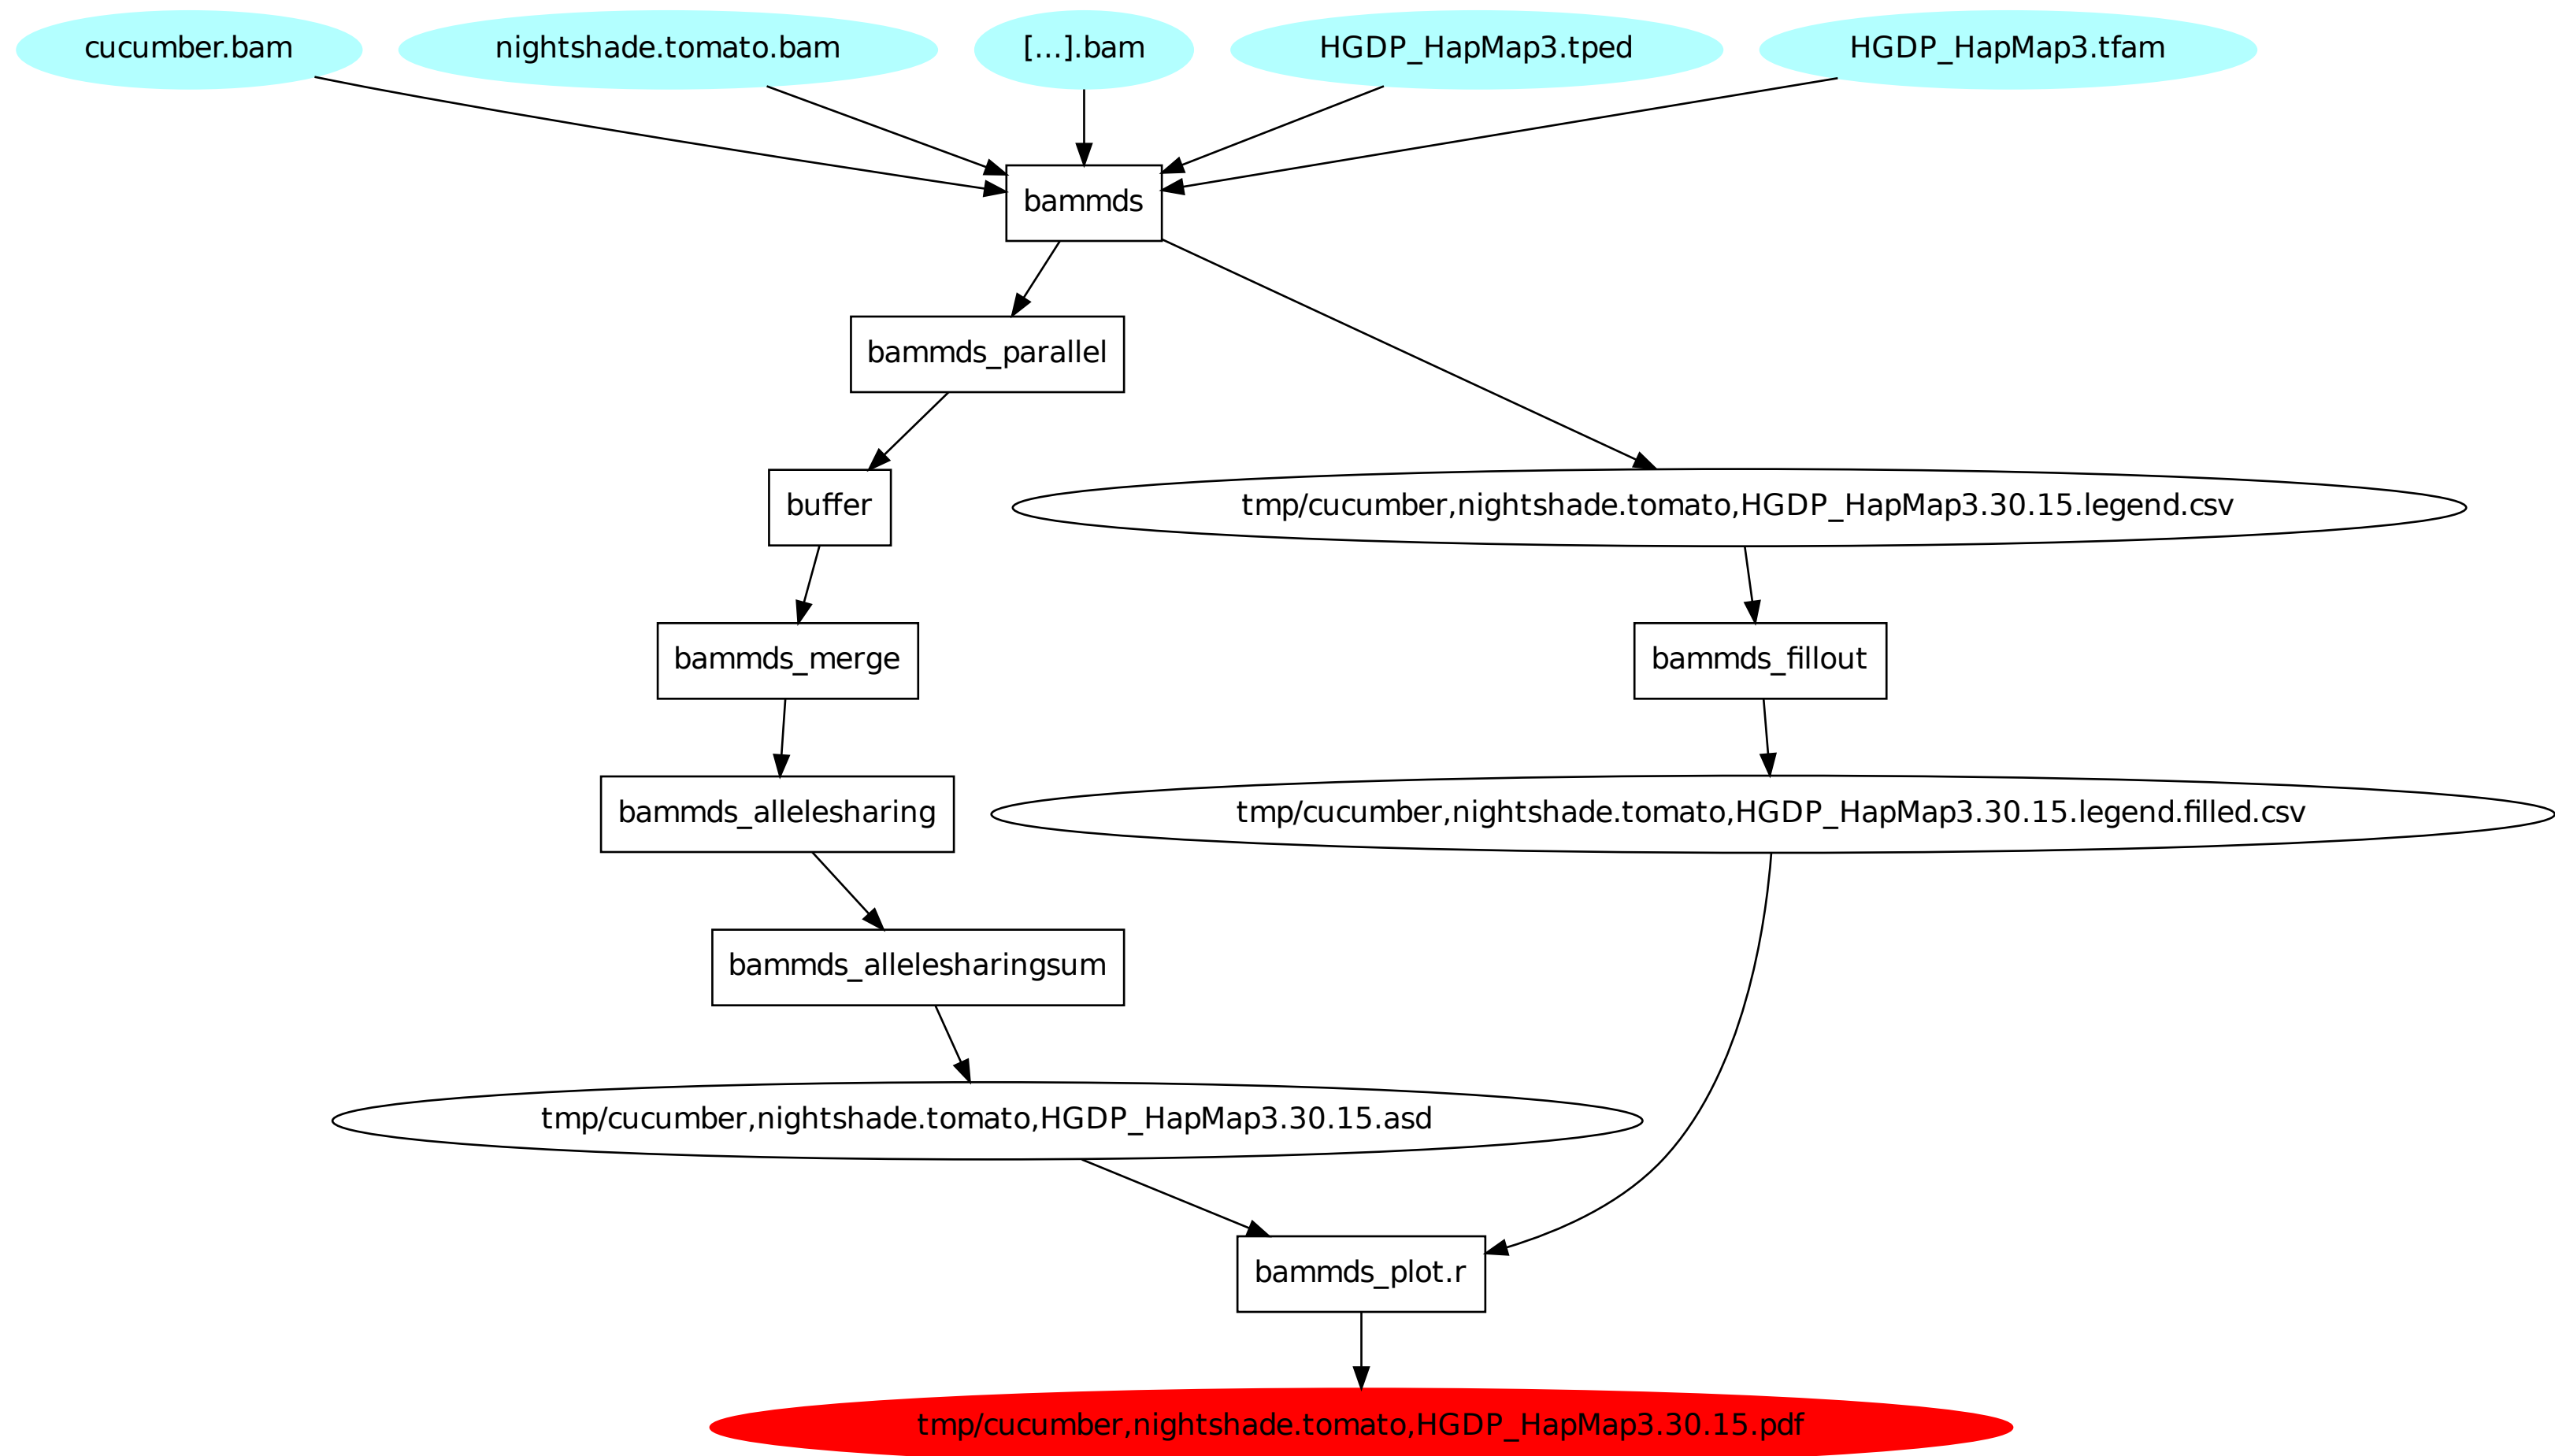 cucumber.bam
nightshade.tomato.bam
[...].bam
HGDP_HapMap3.tped
HGDP_HapMap3.tfam
bammds
bammds_parallel
buffer
tmp/cucumber,nightshade.tomato,HGDP_HapMap3.30.15.legend.csv
bammds_merge
bammds_fillout
bammds_allelesharing
tmp/cucumber,nightshade.tomato,HGDP_HapMap3.30.15.legend.filled.csv
bammds_allelesharingsum
tmp/cucumber,nightshade.tomato,HGDP_HapMap3.30.15.asd
bammds_plot.r
tmp/cucumber,nightshade.tomato,HGDP_HapMap3.30.15.pdf